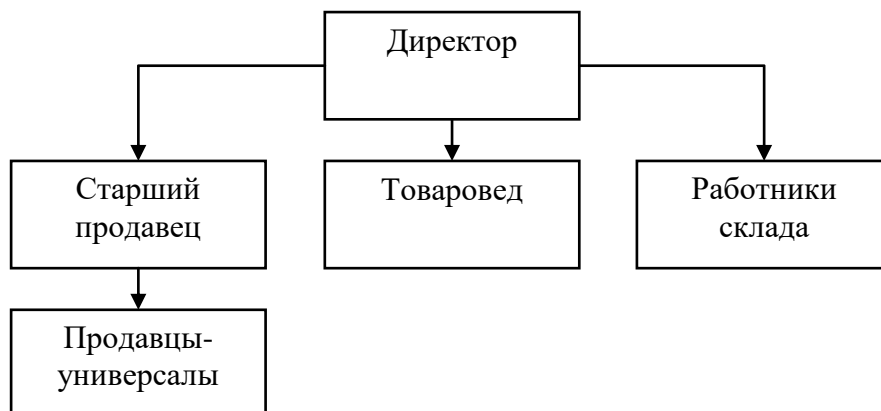 Директор
Старший
продавец
Товаровед
Работники
склада
Продавцы-
универсалы